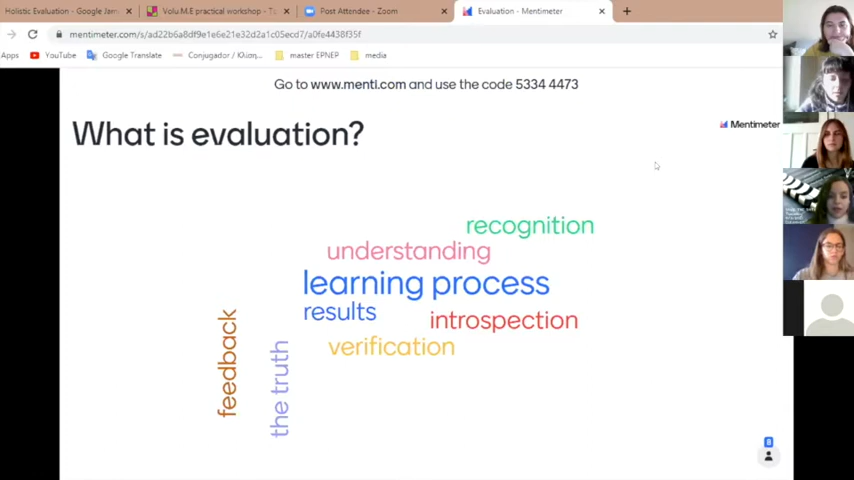 Holistic Evaluation - Google Jam
Volu M.E practical workshop - T
Post Attendee - Zoom
Evaluation - Mentimeter
mentimeter.com/s/ad22b6a8df9e1e6e21e32d2a1c05ecd7/a0fe4438f35f
Apps
YouTube
Google Translate
Conjugador / Κλίση...
master EPNEP
media
Go to www.menti.com and use the code 5334 4473
What is evaluation?
Mentimeter
recognition
understanding
learning process
results
introspection
verification
feedback
the truth
8